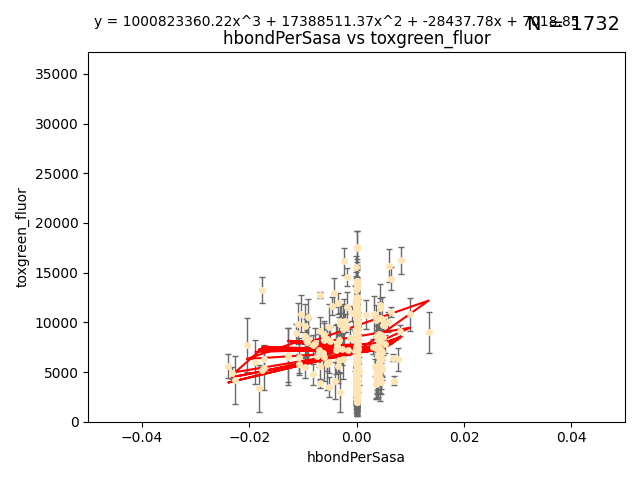 y = 1000823360.22x^3 + 17388511.37x^2 + -28437.78x + 7018.85
N = 1732
hbondPerSasa vs toxgreen_fluor
35000
30000
25000
20000
15000
10000
5000
0
toxgreen_fluor
−0.04
−0.02
0.00
0.02
0.04
hbondPerSasa